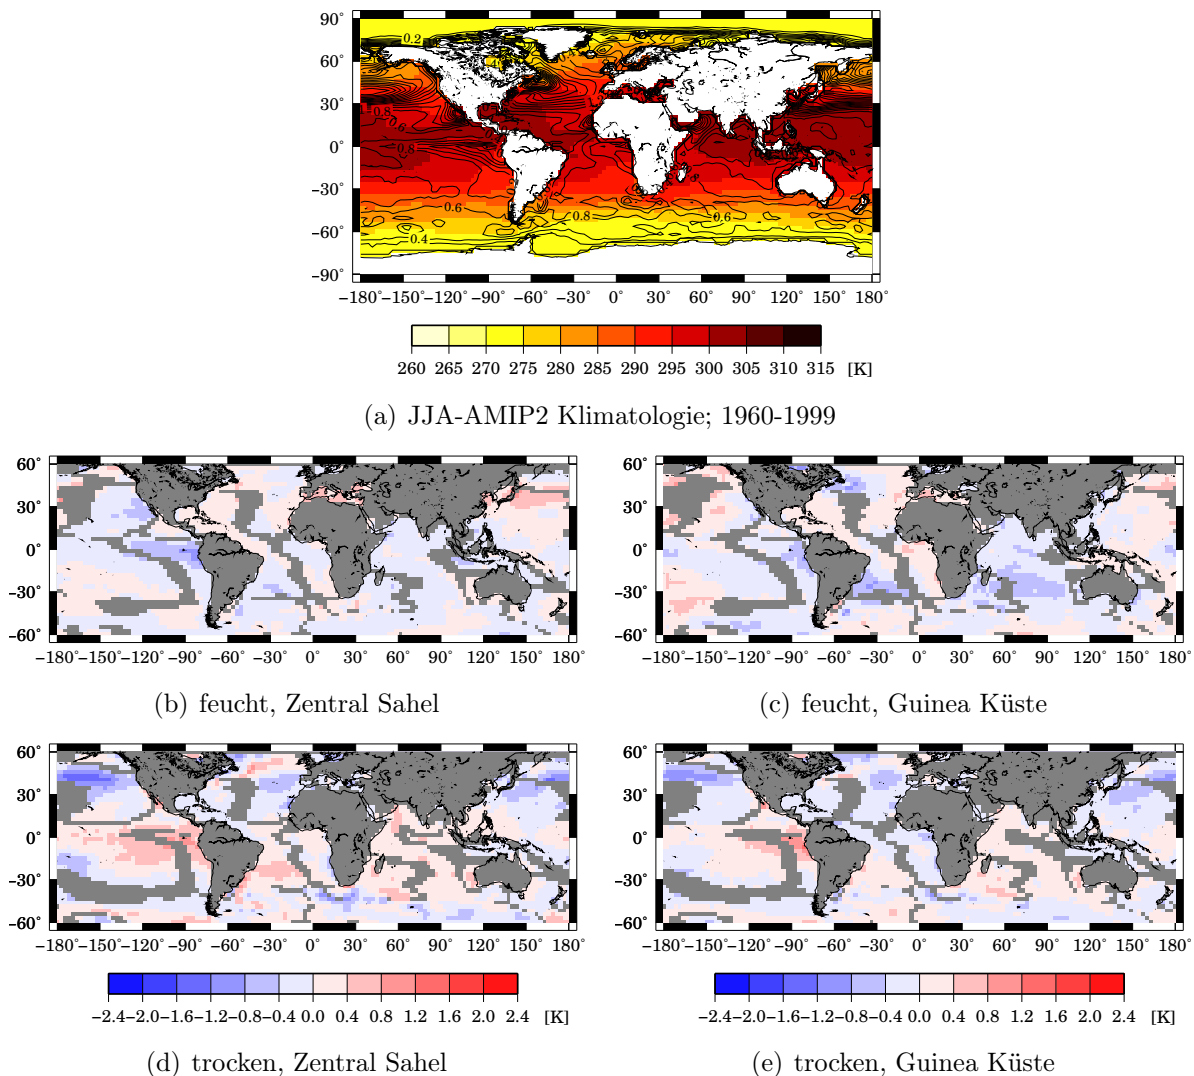 90°
60°
30°
0°
−30°
−60°
−90°
0.2
0.8
0.6
0.8
0.6
0.8
0.6
0.4
−180° −150° −120° −90° −60° −30° 0° 30° 60° 90° 120° 150° 180°
260 265 270 275 280 285 290 295 300 305 310 315 [K]
(a) JJA-AMIP2 Klimatologie; 1960-1999
60°
30°
0°
−30°
−60°
−180° −150° −120° −90° −60° −30° 0° 30° 60° 90° 120° 150° 180°
(b) feucht, Zentral Sahel
60°
30°
0°
−30°
−60°
−180° −150° −120° −90° −60° −30° 0° 30° 60° 90° 120° 150° 180°
(c) feucht, Guinea Küste
60°
30°
0°
−30°
−60°
−180° −150° −120° −90° −60° −30° 0° 30° 60° 90° 120° 150° 180°
−2.4 −2.0 −1.6 −1.2 −0.8 −0.4 0.0 0.4 0.8 1.2 1.6 2.0 2.4 [K]
(d) trocken, Zentral Sahel
60°
30°
0°
−30°
−60°
−180° −150° −120° −90° −60° −30° 0° 30° 60° 90° 120° 150° 180°
−2.4 −2.0 −1.6 −1.2 −0.8 −0.4 0.0 0.4 0.8 1.2 1.6 2.0 2.4 [K]
(e) trocken, Guinea Küste